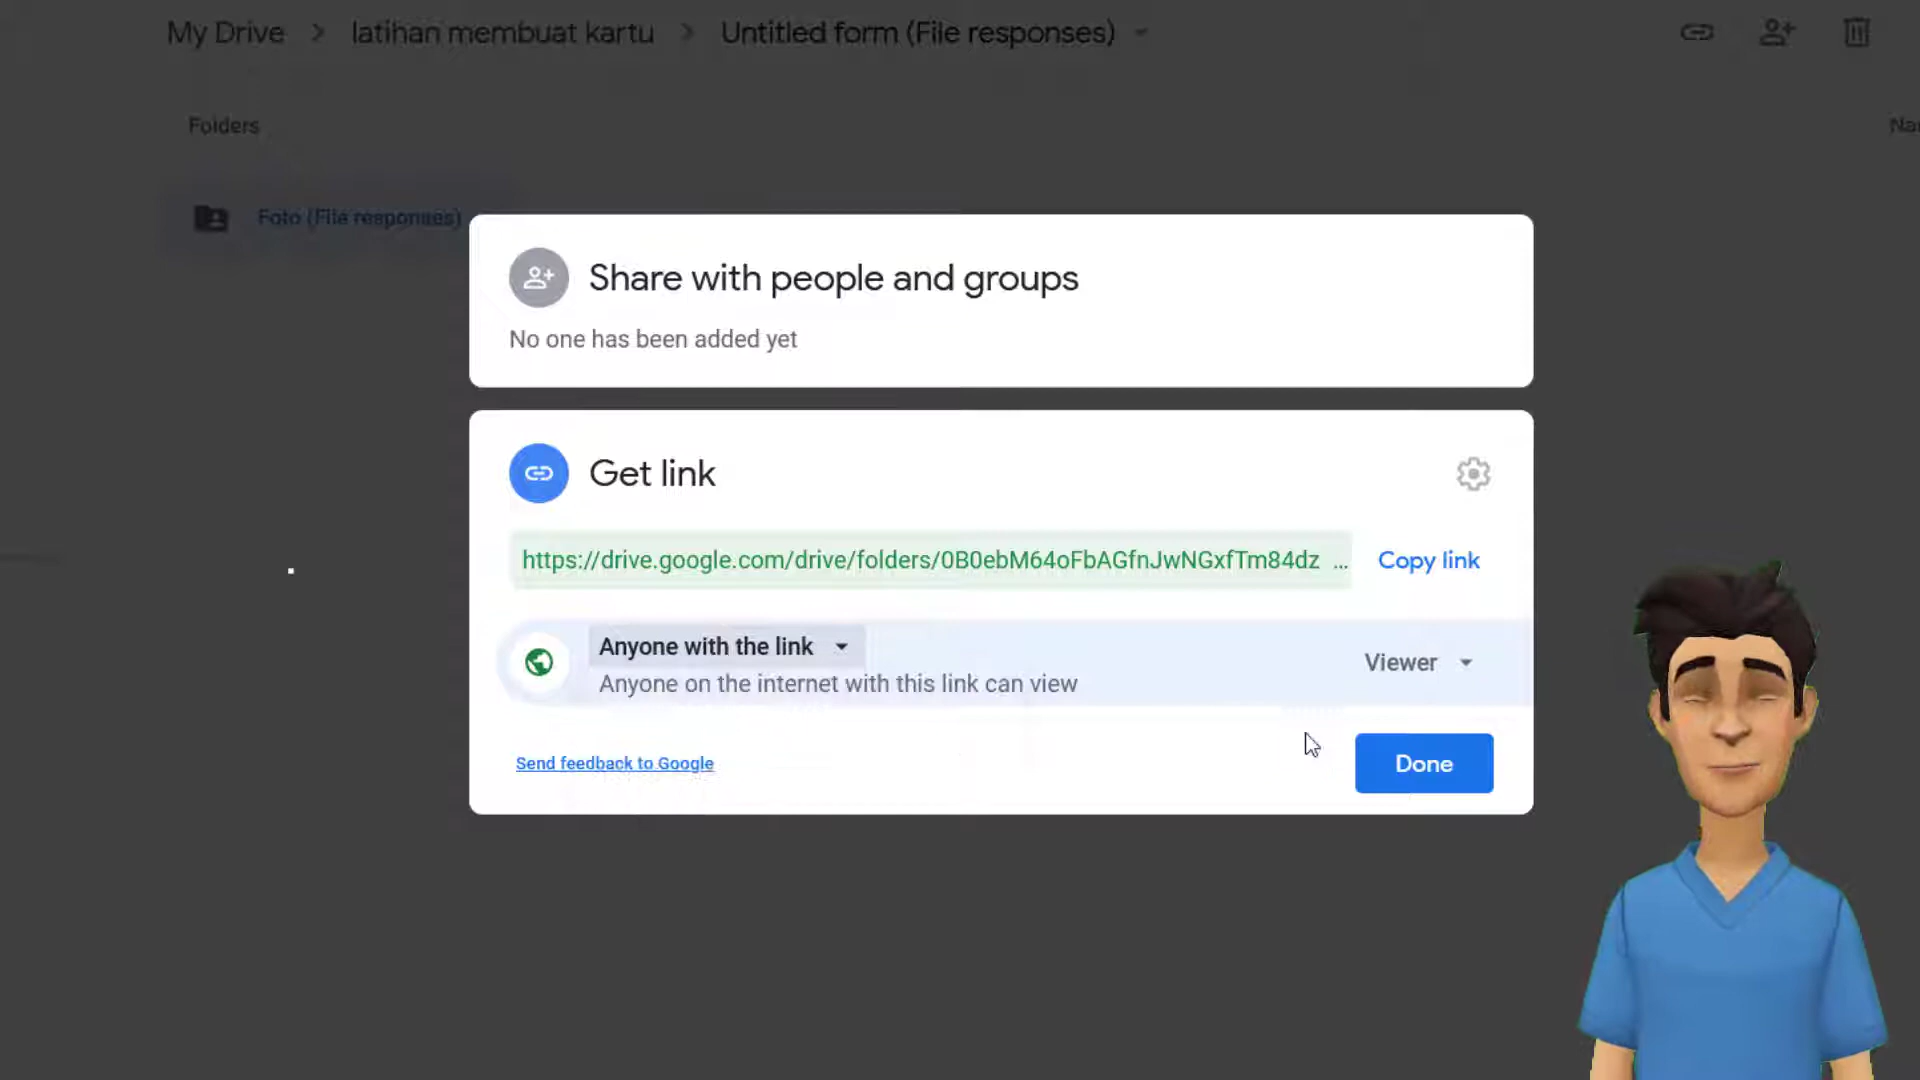 My Drive > latihan membuat kartu > Untitled form (File responses)
Folders
Foto (File responses)
Share with people and groups
No one has been added yet
Get link
https://drive.google.com/drive/folders/0B0ebM64oFbAGfnJwNGxfTm84dz ...
Copy link
Anyone with the link
Anyone on the internet with this link can view
Viewer
Send feedback to Google
Done